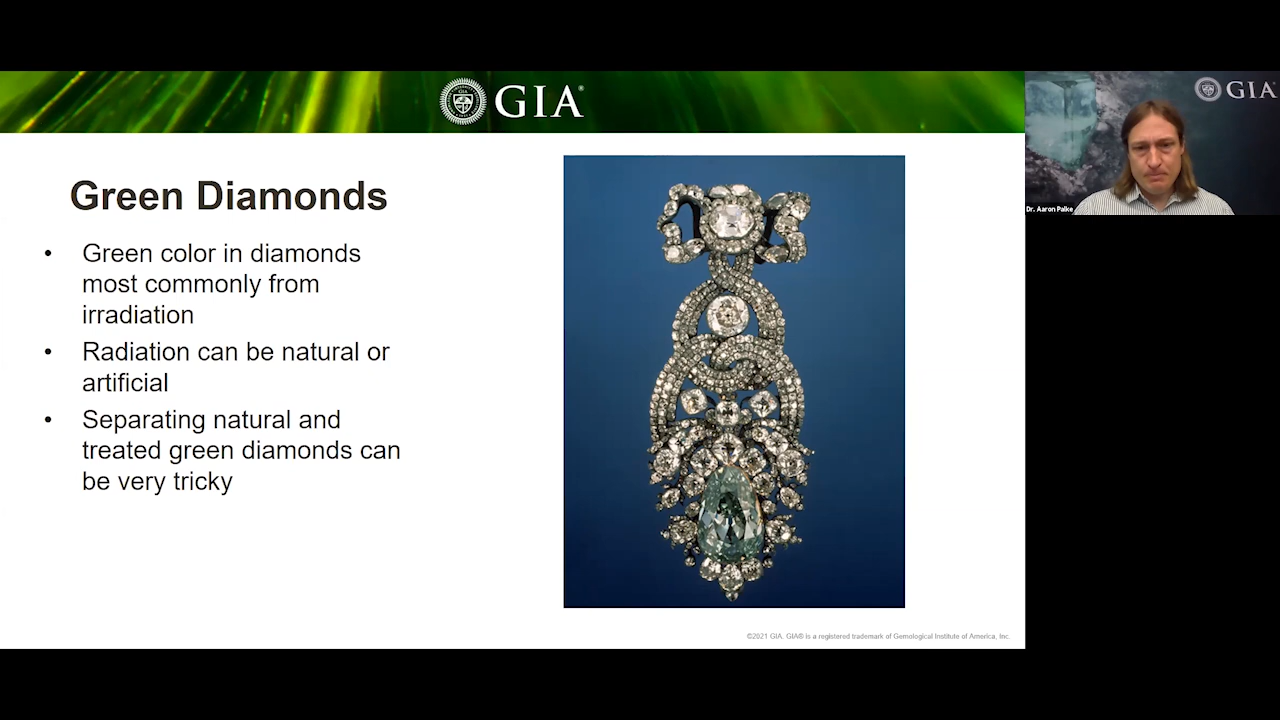 GIA®
GIA
Dr. Aaron Palke
Green Diamonds
• Green color in diamonds
most commonly from
irradiation
• Radiation can be natural or
artificial
• Separating natural and
treated green diamonds can
be very tricky
©2021 GIA. GIA® is a registered trademark of Gemological Institute of America, Inc.